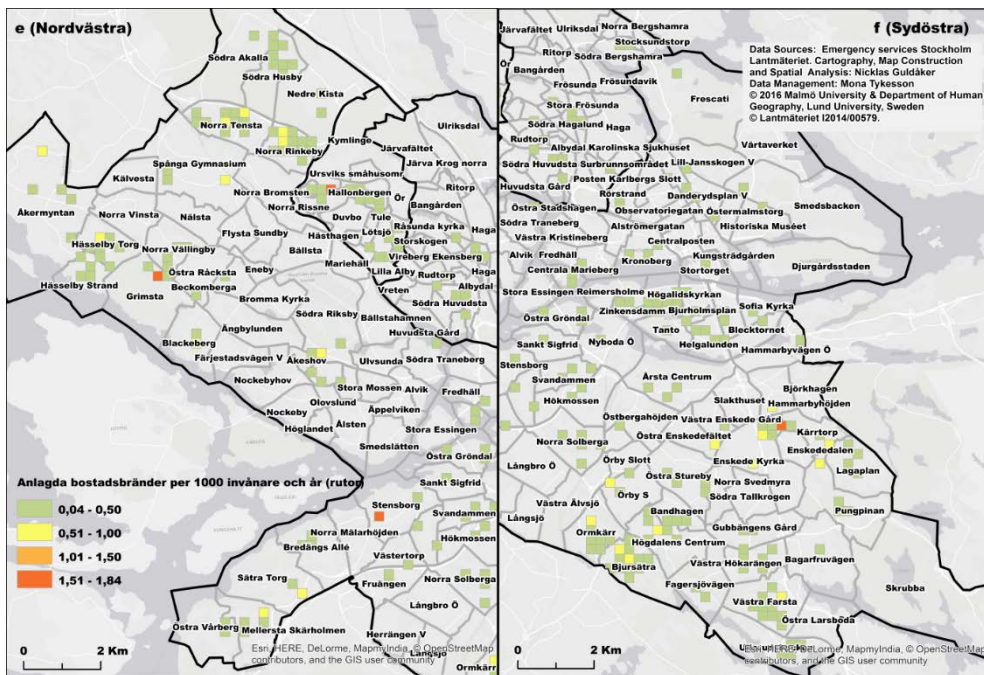 e (Nordvästra)
Södra Akalla
Södra Husby
Nedre Kista
Norra Tensta
Kymlinge
Norra Rinkeby
Ulriksdal
Järvafältet
Spånga Gymnasium
Ursviks småhusomr
Järva Krog norra
Kälvesta
Norra Bromsten
Hallonbergen
Ritorp
Åkermyntan
Norra Rissne
Ör
Bangården
Norra Vinsta
Nälsta
Duvbo
Tule
Hästhagen
Lötsjö
Råsunda kyrka
Flysta Sundby
Storskogen
Haga
Hässelby Torg
Norra Vällingby
Bällsta
Vireberg
Ekensberg
Östra Råcksta
Eneby
Mariehäll
Lilla Alby
Rudtorp
Haga
Hässelby Strand
Beckomberga
Vreten
Albydal
Grimsta
Bromma Kyrka
Södra Huvudsta
Södra Riksby
Bällstahamnen
Ängbylunden
Huvudsta Gård
Blackeberg
Färjestadsvägen V
Åkeshov
Ulvsunda
Södra Traneberg
Nockebyhov
Stora Mossen
Alvik
Fredhäll
Olovslund
Nockeby
Äppelviken
Höglandet
Ålsten
Stora Essingen
Smedslätten
Östra Gröndal
Anlagda bostadsbränder per 1000 invånare och år (rutor
Sankt Sigfrid
0,04 - 0,50
Stensborg
Svandammen
0,51 - 1,00
Norra Mälarhöjden
Hökmossen
1,01 - 1,50
Bredängs Allé
Västertorp
1,51 - 1,84
Sätra Torg
Fruängen
Norra Solberga
Långbro Ö
Östra Vårberg
Mellersta Skärholmen
Herrängen V
Långsjö
Ormkärr
0
2 Km
Esri, HERE, DeLorme, MapmyIndia, © OpenStreetMap
contributors, and the GIS user community
f (Sydöstra)
Data Sources: Emergency services Stockholm
Lantmäteriet. Cartography, Map Construction
and Spatial Analysis: Nicklas Guldåker
Data Management: Mona Tykesson
© 2016 Malmö University & Department of Human
Geography, Lund University, Sweden
© Lantmäteriet I2014/00579.
Järvafältet
Ulriksdal
Norra Bergshamra
Stocksundstorp
Ritorp
Södra Bergshamra
Ör
Bangården
Frösundavik
Frösunda
Frescati
Stora Frösunda
Södra Hagalund
Haga
Rudtorp
Albydal
Karolinska Sjukhuset
Värtaverket
Södra Huvudsta
Surbrunnsområdet
Lill-Jansskogen V
Posten
Karlbergs Slott
Huvudsta Gård
Rörstrand
Danderydsplan V
Smedsbacken
Östra Stadshagen
Observatoriegatan
Östermalmstorg
Södra Traneberg
Alströmergatan
Historiska Muséet
Västra Kristineberg
Centralposten
Alvik
Fredhäll
Kronoberg
Kungsträdgården
Centrala Marieberg
Stortorget
Djurgårdsstaden
Stora Essingen
Reimersholme
Högalidskyrkan
Sofia Kyrka
Östra Gröndal
Zinkensdamm
Bjurholmsplan
Tanto
Blecktornet
Sankt Sigfrid
Nyboda Ö
Helgalunden
Hammarbyvägen Ö
Stensborg
Svandammen
Årsta Centrum
Björkhagen
Hökmossen
Slakthuset
Hammarbyhöjden
Östbergahöjden
Västra Enskede Gård
Norra Solberga
Östra Enskedefältet
Kärrtorp
Enskededalen
Långbro Ö
Örby Slott
Enskede Kyrka
Lagaplan
Östra Stureby
Norra Svedmyra
Västra Älvsjö
Örby S
Södra Tallkrogen
Långsjö
Bandhagen
Pungpinan
Ormkärr
Gubbängens Gård
Högdalens Centrum
Bjursätra
Västra Hökarängen
Bagarfruvägen
Fagersjövägen
Skrubba
Västra Farsta
Östra Larsboda
0
2 Km
Esri, HERE, DeLorme, MapmyIndia, © OpenStreetMap
contributors, and the GIS user community